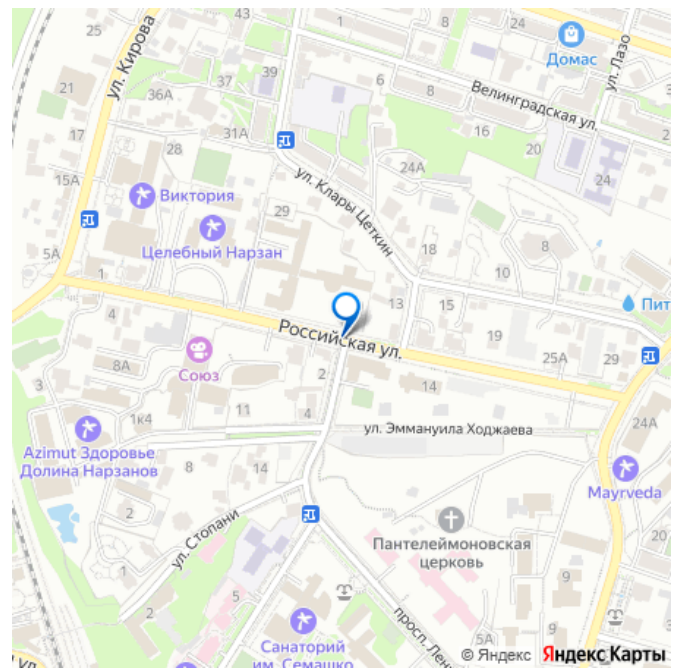 25
ул. Кирова
43
44
37
39
36А
21
17
31А
28
15А
5А
Виктория
Целебный Нарзан
29
1
Домас
ул. Лазо
6
8
Велинградская ул.
16
20
2
24
24А
ул. Клары Цеткин
18
8
10
13
15
19
Пит
Российская ул.
25А
29
1
4
3
8А
Союз
2
14
24А
1к4
11
4
ул. Эммануила Ходжаева
Azimut Здоровье
Долина Нарзанов
8
14
Mayrveda
2
ул. Стопани
Пантелеймоновская
церковь
20
1
5
9
9
2
Санаторий
им. Семашко
просп. Лен
5А
© Яндекс Яндекс Карты